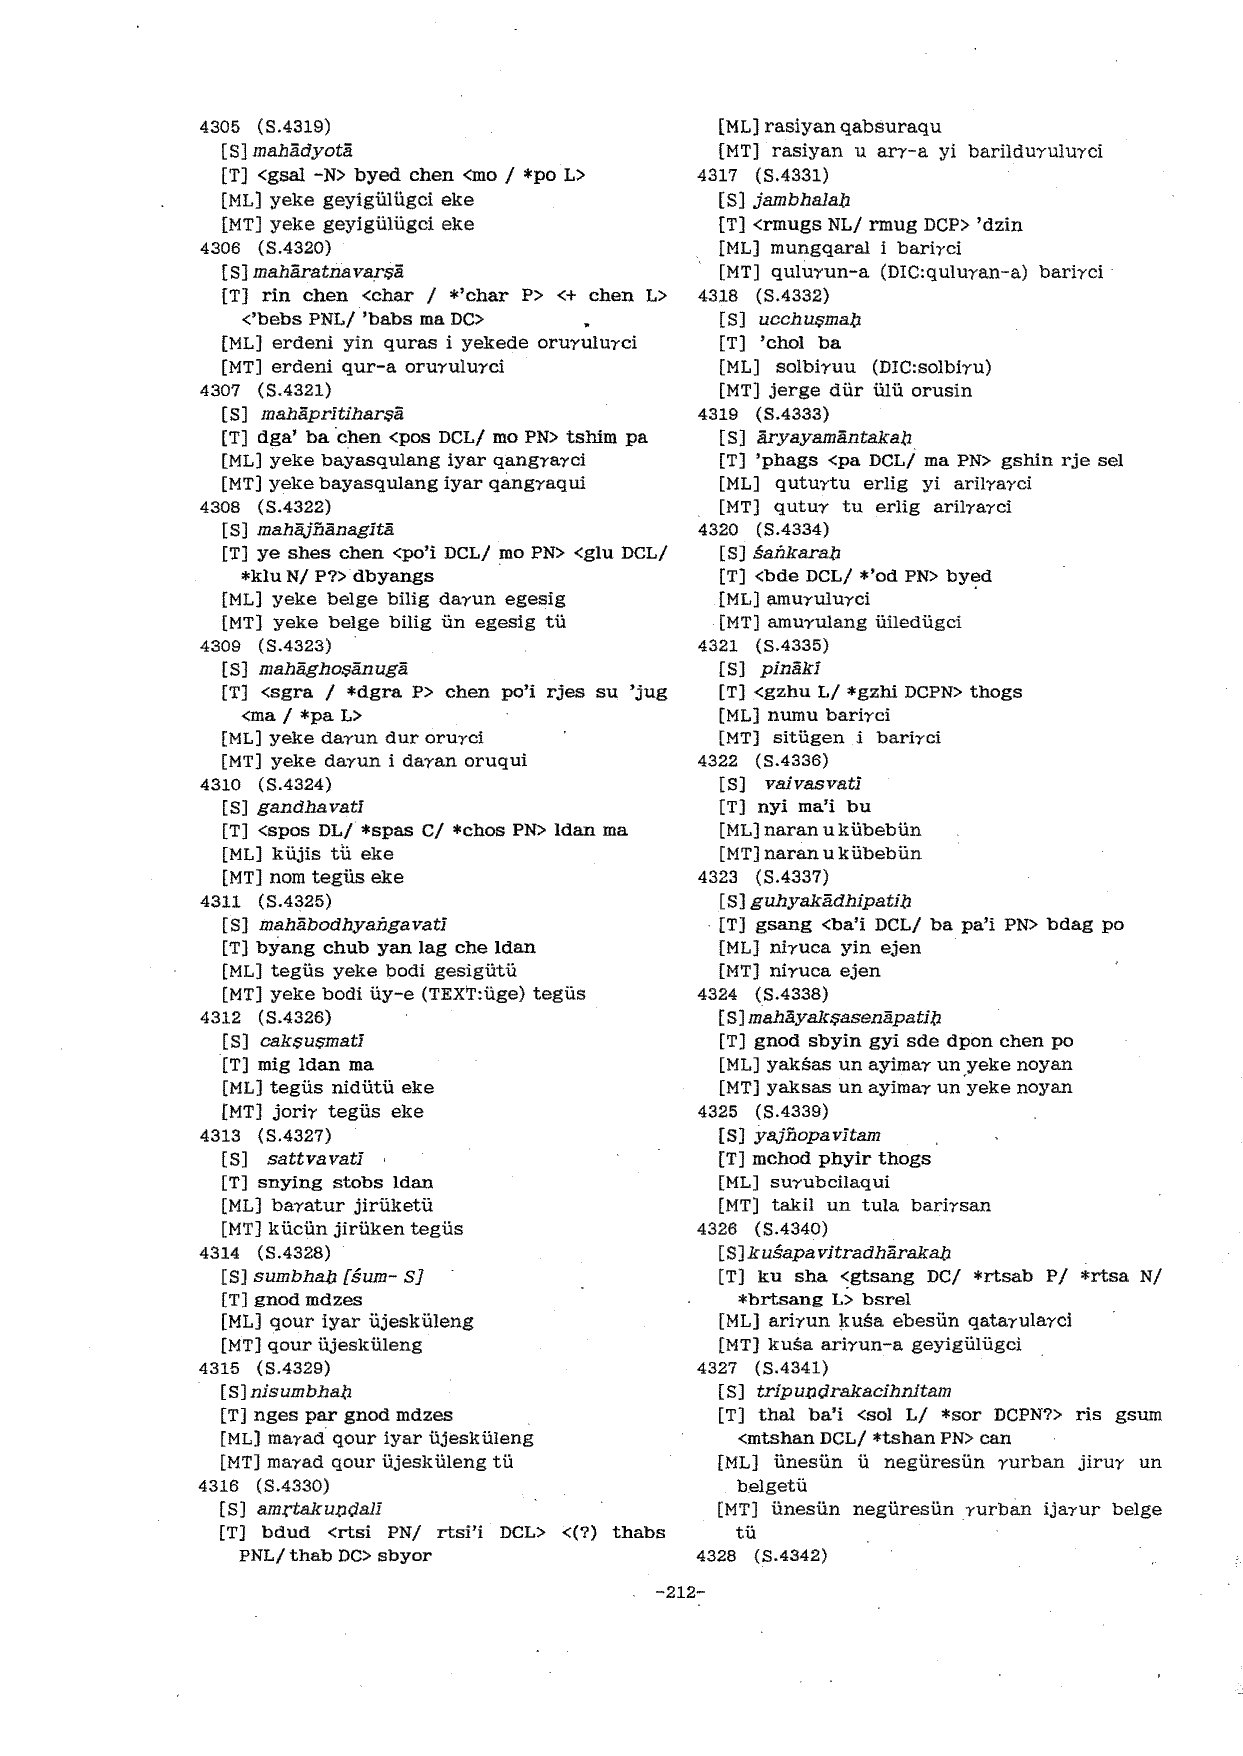 4305 (S.4319)
[S] mahādyotā
[T] <gsal -N> byed chen <mo / *po L>
[ML] yeke geyigülügci eke
[MT] yeke geyigülügci eke
4306 (S.4320)
[S] mahāratnavarṣā
[T] rin chen <char / *'char P> <+ chen L>
<'bebs PNL/ 'babs ma DC>
[ML] erdeni yin quras i yekede oruγuluγci
[MT] erdeni qur-a oruγuluγci
4307 (S.4321)
[S] mahāpritiharṣā
[T] dga' ba chen <pos DCL/ mo PN> tshim pa
[ML] yeke bayasqulang iyar qangγaγci
[MT] yeke bayasqulang iyar qangγaqui
4308 (S.4322)
[S] mahājñānagītā
[T] ye shes chen <po'i DCL/ mo PN> <glu DCL/
*klu N/ P?> dbyangs
[ML] yeke belge bilig daγun egesig
[MT] yeke belge bilig ün egesig tü
4309 (S.4323)
[S] mahāghoṣānugā
[T] <sgra / *dgra P> chen po'i rjes su 'jug
<ma / *pa L>
[ML] yeke daγun dur oruγci
[MT] yeke daγun i daγan oruqui
4310 (S.4324)
[S] gandhavatī
[T] <spos DL/ *spas C/ *chos PN> ldan ma
[ML] küjis tü eke
[MT] nom tegüs eke
4311 (S.4325)
[S] mahābodhyaṅgavatī
[T] byang chub yan lag che ldan
[ML] tegüs yeke bodi gesigütü
[MT] yeke bodi üy-e (TEXT:üge) tegüs
4312 (S.4326)
[S] cakṣuṣmatī
[T] mig ldan ma
[ML] tegüs nidütü eke
[MT] joriγ tegüs eke
4313 (S.4327)
[S] sattvavatī
[T] snying stobs ldan
[ML] baγatur jirüketü
[MT] kücün jirüken tegüs
4314 (S.4328)
[S] sumbhaḥ [śum- S]
[T] gnod mdzes
[ML] qour iyar üjesküleng
[MT] qour üjesküleng
4315 (S.4329)
[S] nisumbhaḥ
[T] nges par gnod mdzes
[ML] maγad qour iyar üjesküleng
[MT] maγad qour üjesküleng tü
4316 (S.4330)
[S] amṛtakuṇḍalī
[T] bdud <rtsi PN/ rtsi'i DCL> <(?) thabs
PNL/ thab DC> sbyor
[ML] rasiyan qabsuraqu
[MT] rasiyan u arγ-a yi barilduγuluγci
4317 (S.4331)
[S] jambhalaḥ
[T] <rmugs NL/ rmug DCP> 'dzin
[ML] mungqaral i bariγci
[MT] quluγun-a (DIC:quluγan-a) bariγci
4318 (S.4332)
[S] ucchuṣmaḥ
[T] 'chol ba
[ML] solbiγuu (DIC:solbiγu)
[MT] jerge dür ülü orusin
4319 (S.4333)
[S] āryayamāntakaḥ
[T] 'phags <pa DCL/ ma PN> gshin rje sel
[ML] qutuγtu erlig yi arilγaγci
[MT] qutuγ tu erlig arilγaγci
4320 (S.4334)
[S] śaṅkaraḥ
[T] <bde DCL/ *'od PN> byed
[ML] amuγuluγci
[MT] amuγulang üiledügci
4321 (S.4335)
[S] pinākī
[T] <gzhu L/ *gzhi DCPN> thogs
[ML] numu bariγci
[MT] sitügen i bariγci
4322 (S.4336)
[S] vaivasvatī
[T] nyi ma'i bu
[ML] naran u kübebün
[MT] naran u kübebün
4323 (S.4337)
[S] guhyakādhipatiḥ
[T] gsang <ba'i DCL/ ba pa'i PN> bdag po
[ML] niγuca yin ejen
[MT] niγuca ejen
4324 (S.4338)
[S] mahāyakṣasenāpatiḥ
[T] gnod sbyin gyi sde dpon chen po
[ML] yakśas un ayimaγ un yeke noyan
[MT] yaksas un ayimaγ un yeke noyan
4325 (S.4339)
[S] yajñopavītam
[T] mchod phyir thogs
[ML] suγubcilaqui
[MT] takil un tula bariγsan
4326 (S.4340)
[S] kuśapavitradhārakaḥ
[T] ku sha <gtsang DC/ *rtsab P/ *rtsa N/
*brtsang L> bsrel
[ML] ariγun kuśa ebesün qataγulaγci
[MT] kuśa ariγun-a geyigülügci
4327 (S.4341)
[S] tripuṇḍrakacihnitam
[T] thal ba'i <sol L/ *sor DCPN?> ris gsum
<mtshan DCL/ *tshan PN> can
[ML] ünesün ü negüresün γurban jiruγ un
belgetü
[MT] ünesün negüresün γurban ijaγur belge
tü
4328 (S.4342)
-212-